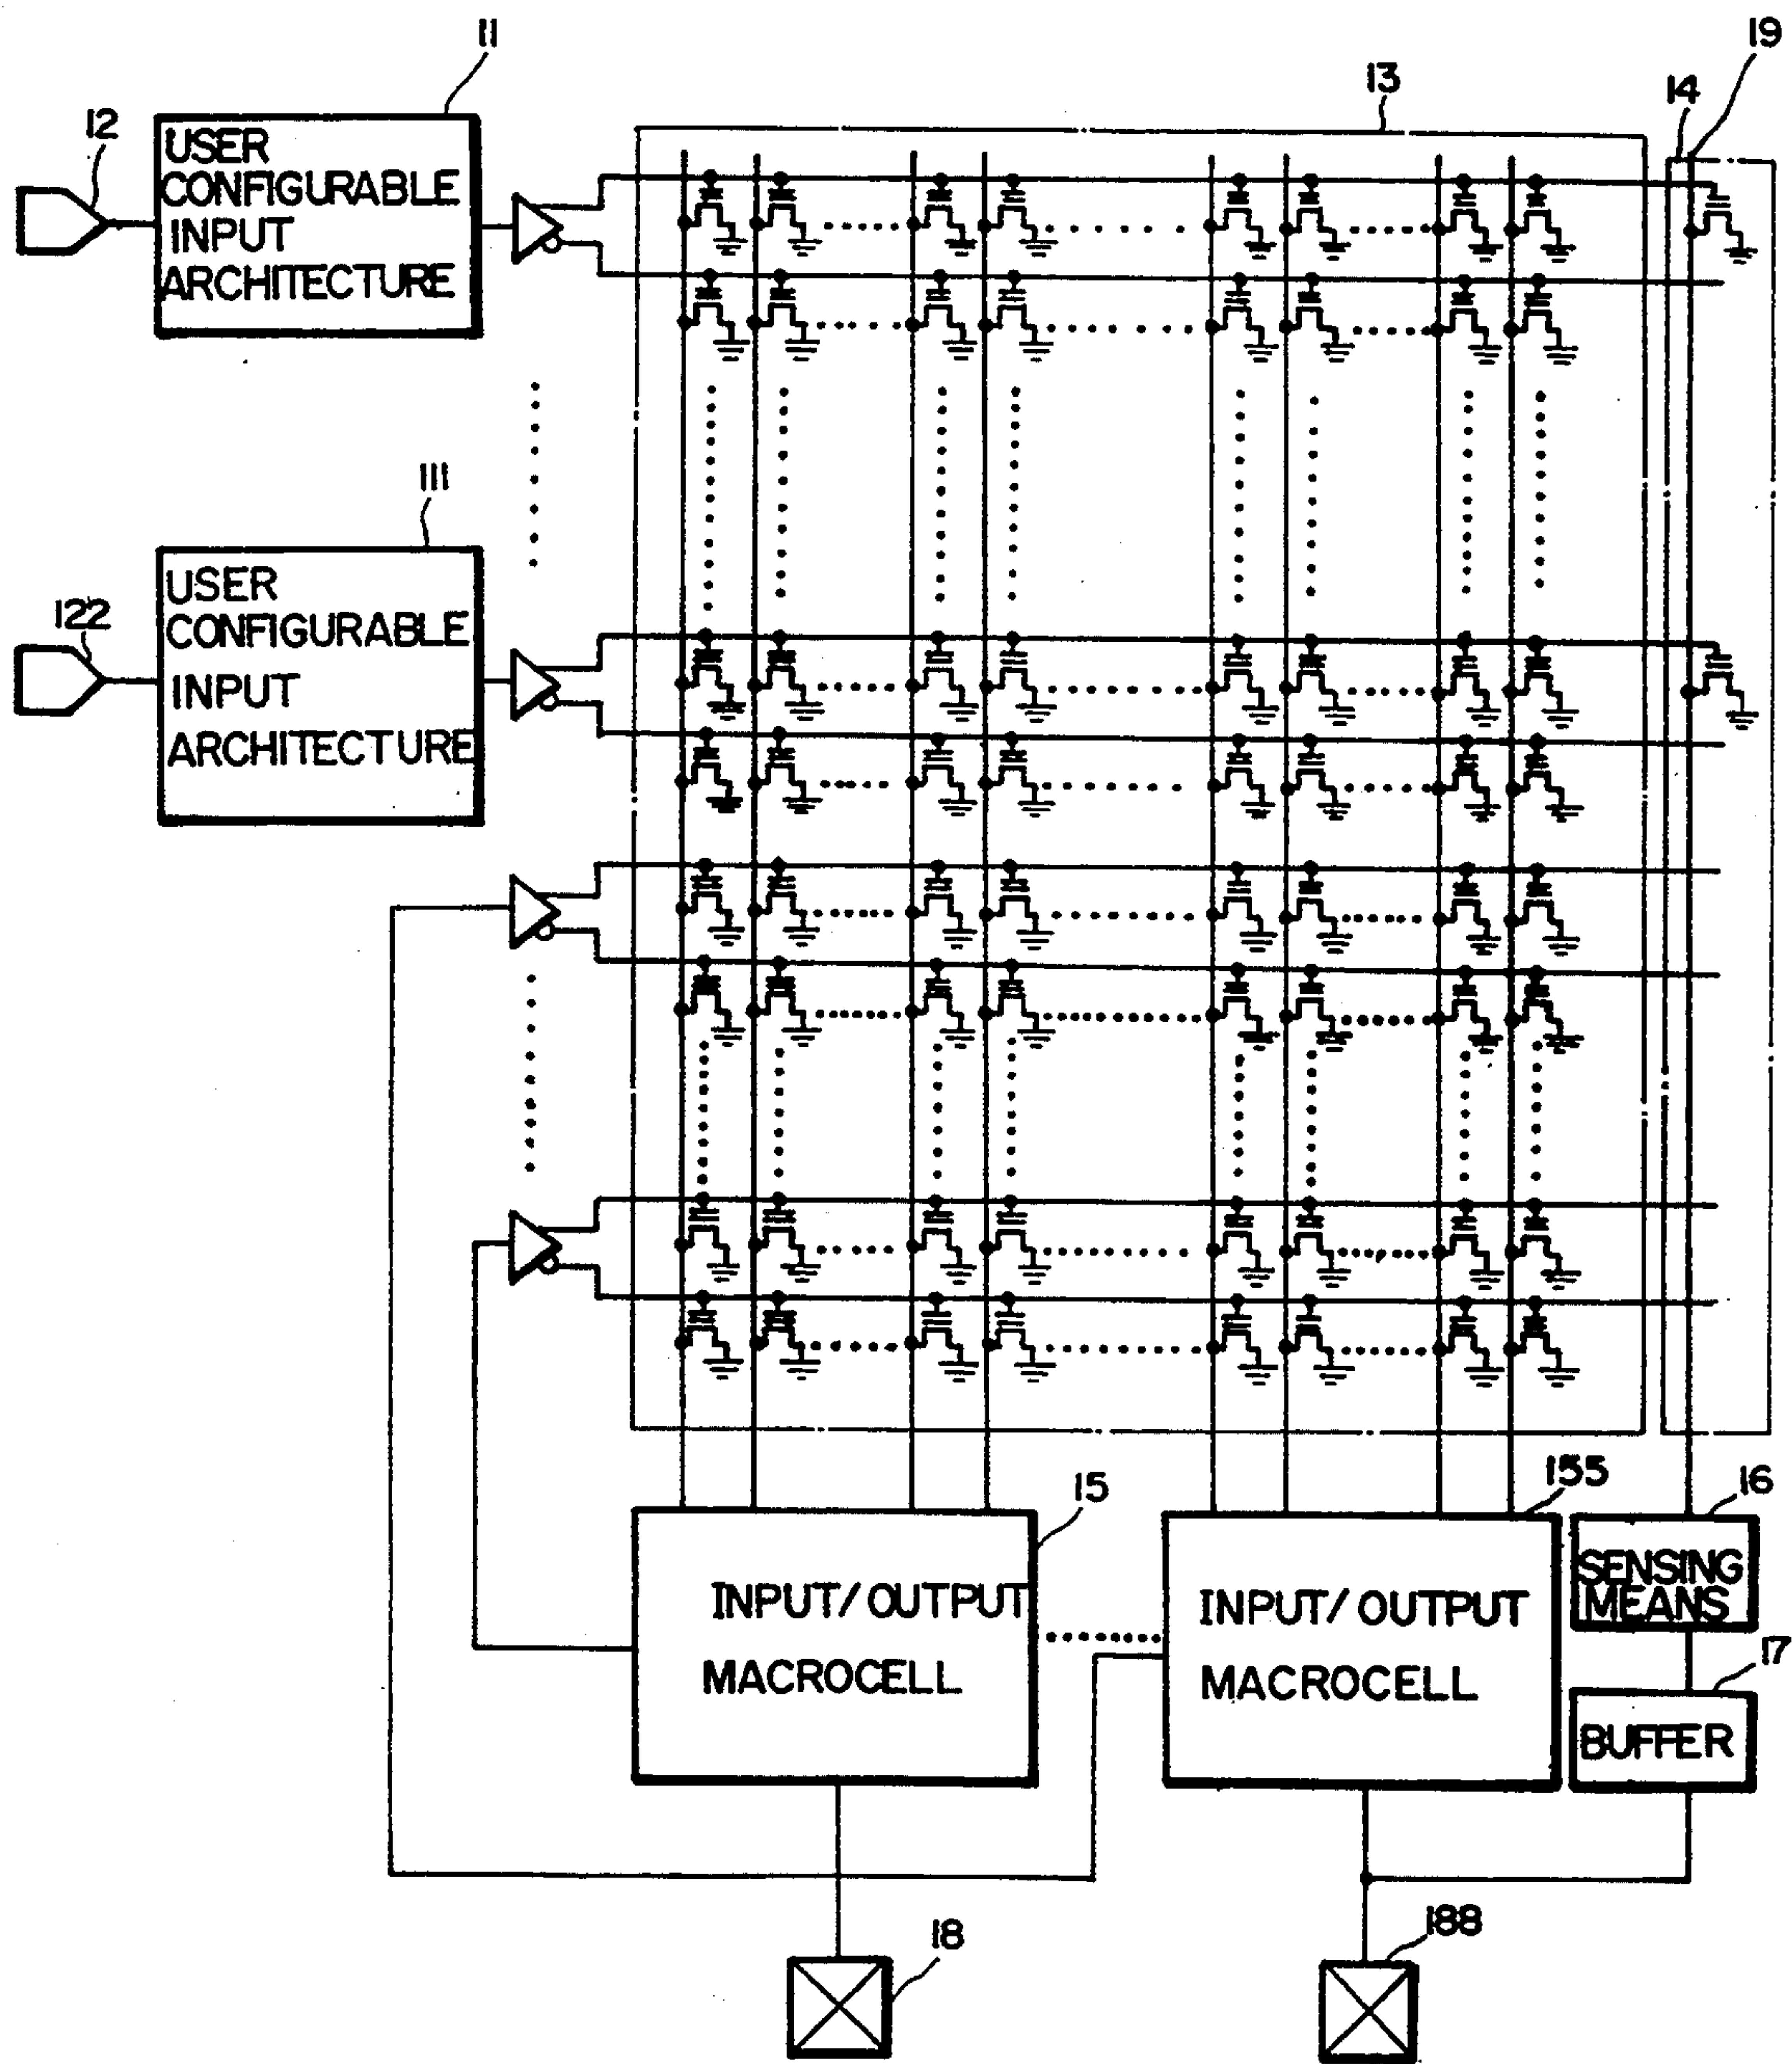 11
19
13
14
12
USER
CONFIGURABLE
INPUT
ARCHITECTURE
111
122
USER
CONFIGURABLE
INPUT
ARCHITECTURE
15
155
16
INPUT/OUTPUT
MACROCELL
INPUT/OUTPUT
MACROCELL
SENSING
MEANS
17
BUFFER
18
188